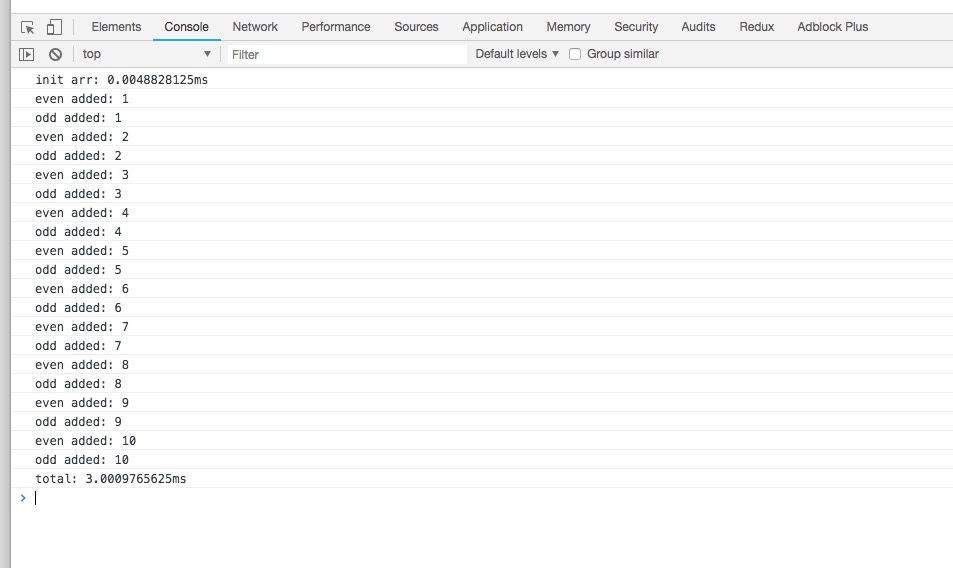 Elements Console Network Performance Sources Application Memory Security Audits Redux Adblock Plus
top Filter Default levels Group similar
init arr: 0.0048828125ms
even added: 1
odd added: 1
even added: 2
odd added: 2
even added: 3
odd added: 3
even added: 4
odd added: 4
even added: 5
odd added: 5
even added: 6
odd added: 6
even added: 7
odd added: 7
even added: 8
odd added: 8
even added: 9
odd added: 9
even added: 10
odd added: 10
total: 3.0009765625ms